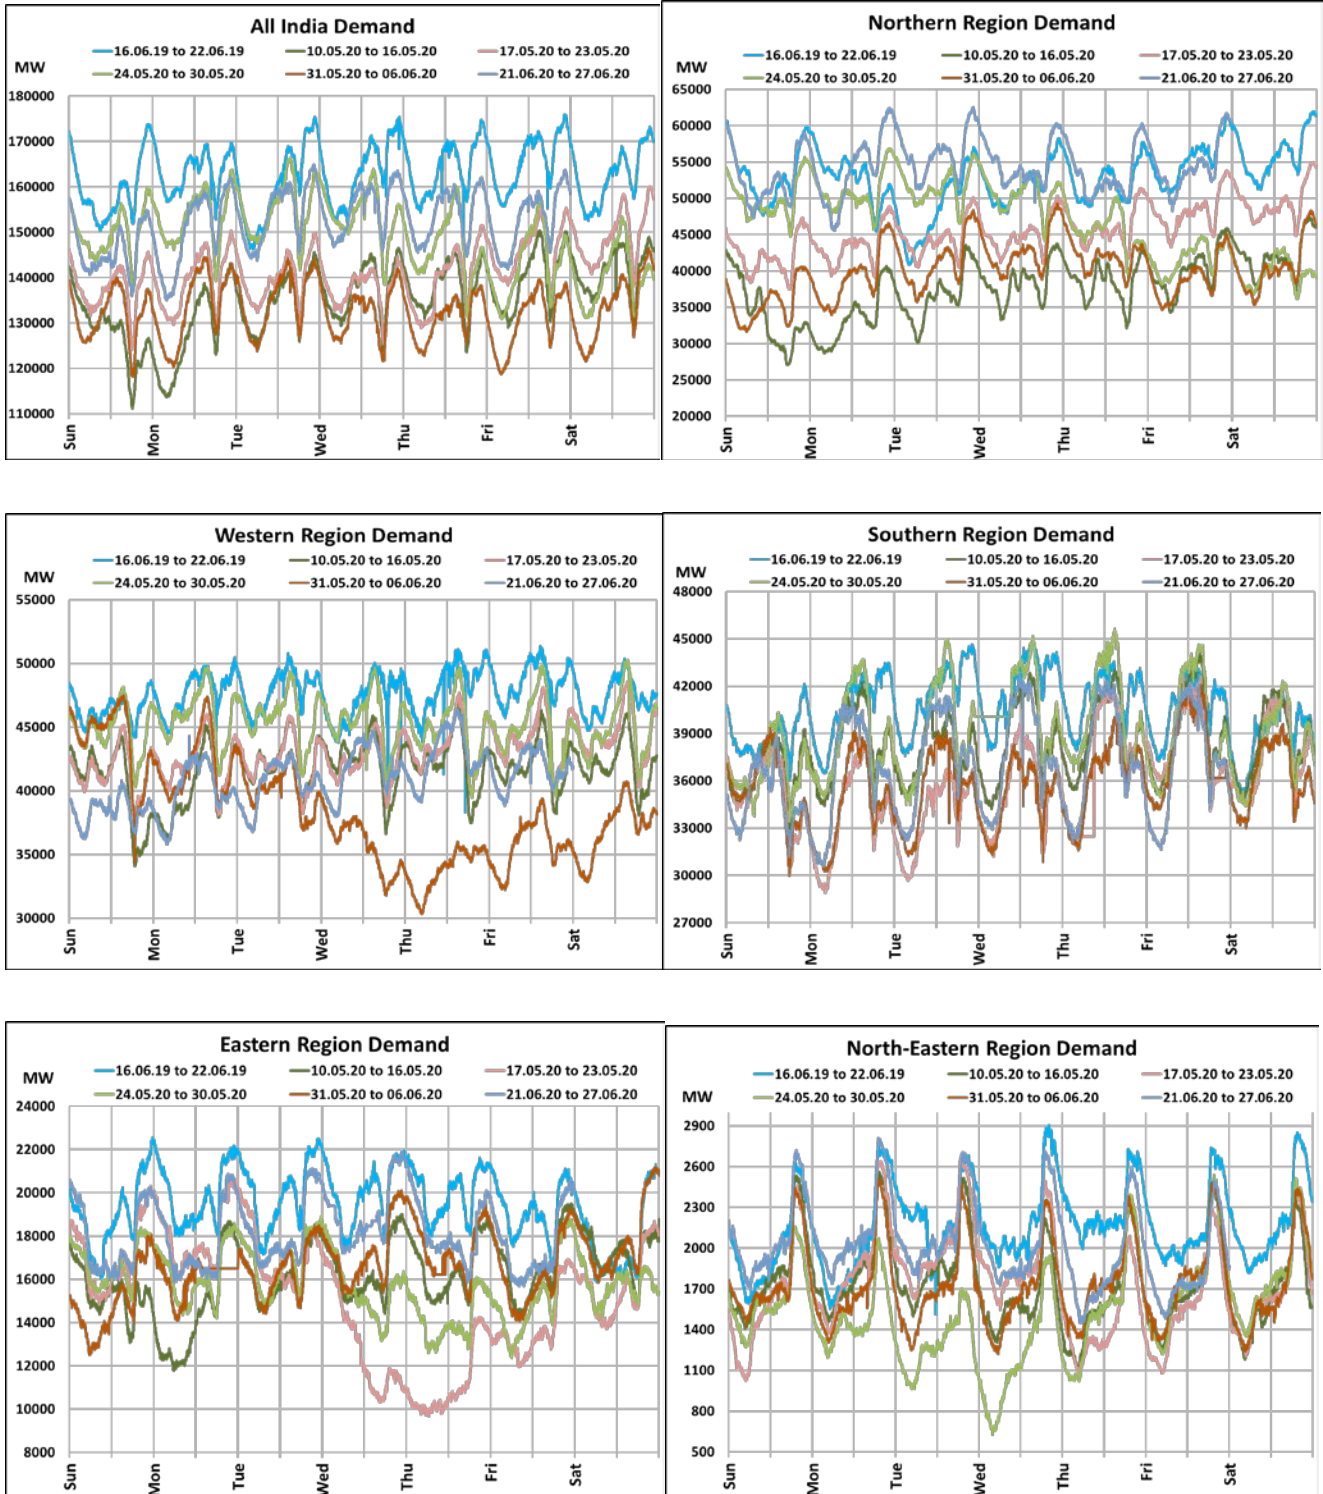 All India Demand
16.06.19 to 22.06.19 10.05.20 to 16.05.20 17.05.20 to 23.05.20
MW
24.05.20 to 30.05.20 31.05.20 to 06.06.20 21.06.20 to 27.06.20
180000
170000
160000
150000
140000
130000
120000
110000
Sun Mon Tue Wed Thu Fri Sat
Northern Region Demand
16.06.19 to 22.06.19 10.05.20 to 16.05.20 17.05.20 to 23.05.20
MW
24.05.20 to 30.05.20 31.05.20 to 06.06.20 21.06.20 to 27.06.20
65000
60000
55000
50000
45000
40000
35000
30000
25000
20000
Sun Mon Tue Wed Thu Fri Sat
Western Region Demand
16.06.19 to 22.06.19 10.05.20 to 16.05.20 17.05.20 to 23.05.20
MW
24.05.20 to 30.05.20 31.05.20 to 06.06.20 21.06.20 to 27.06.20
55000
50000
45000
40000
35000
30000
Sun Mon Tue Wed Thu Fri Sat
Southern Region Demand
16.06.19 to 22.06.19 10.05.20 to 16.05.20 17.05.20 to 23.05.20
MW
24.05.20 to 30.05.20 31.05.20 to 06.06.20 21.06.20 to 27.06.20
48000
45000
42000
39000
36000
33000
30000
27000
Sun Mon Tue Wed Thu Fri Sat
Eastern Region Demand
16.06.19 to 22.06.19 10.05.20 to 16.05.20 17.05.20 to 23.05.20
MW
24.05.20 to 30.05.20 31.05.20 to 06.06.20 21.06.20 to 27.06.20
24000
22000
20000
18000
16000
14000
12000
10000
8000
Sun Mon Tue Wed Thu Fri Sat
North-Eastern Region Demand
16.06.19 to 22.06.19 10.05.20 to 16.05.20 17.05.20 to 23.05.20
MW
24.05.20 to 30.05.20 31.05.20 to 06.06.20 21.06.20 to 27.06.20
2900
2600
2300
2000
1700
1400
1100
800
500
Sun Mon Tue Wed Thu Fri Sat